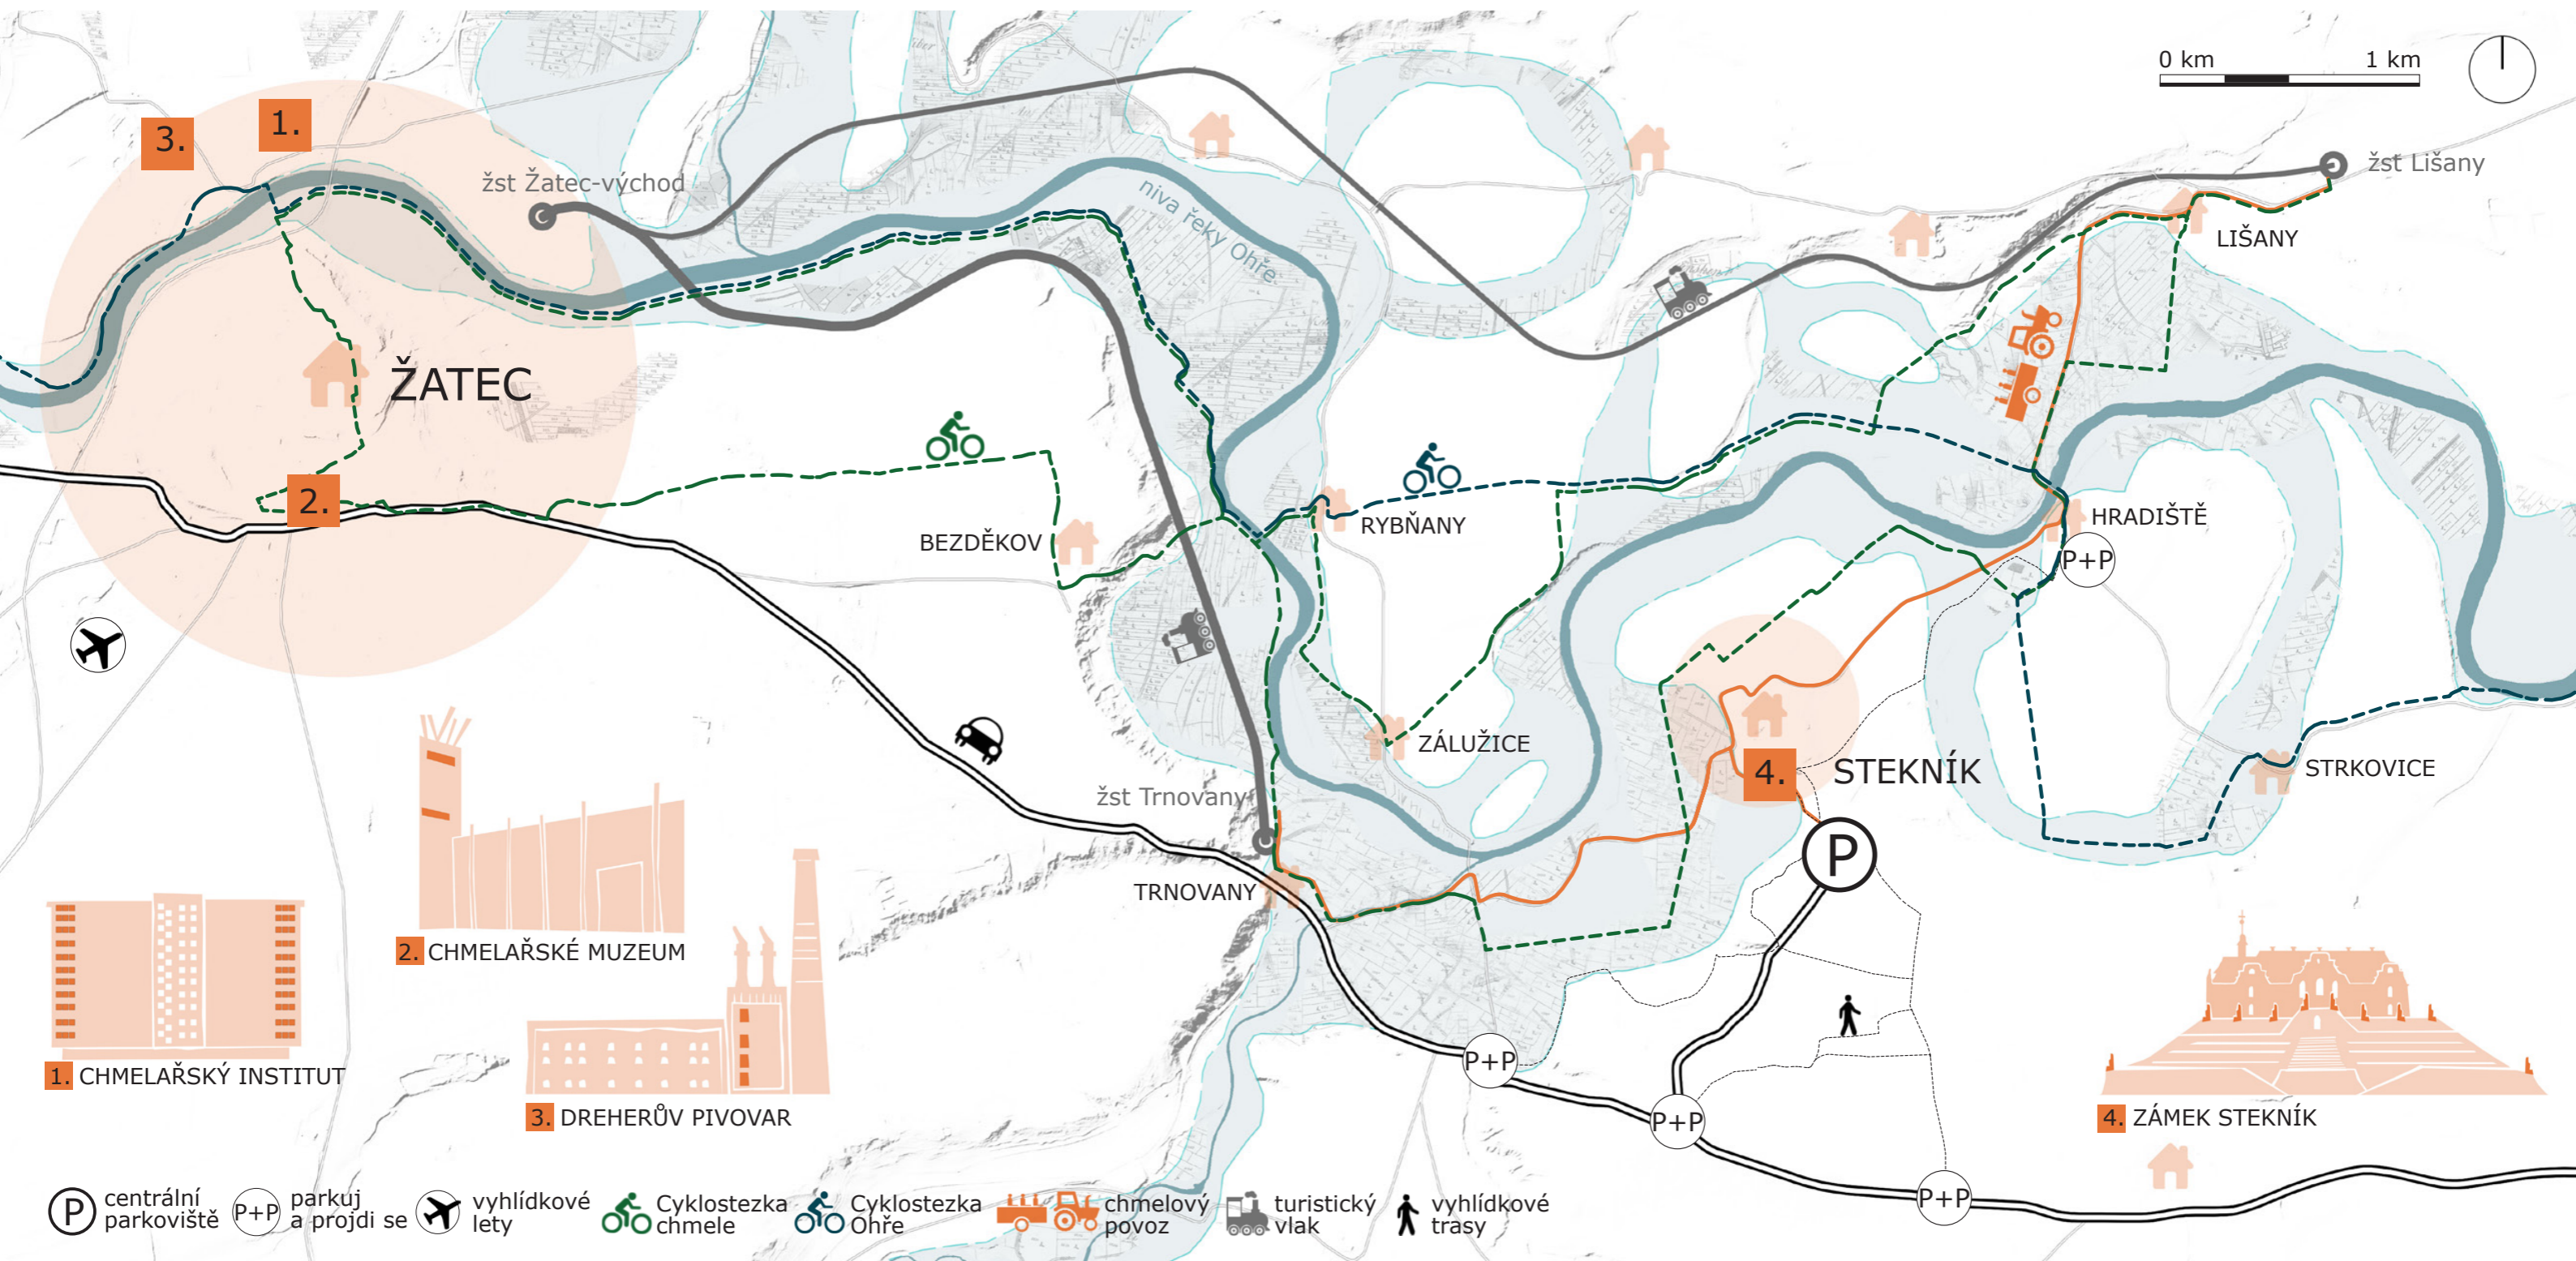 0 km 1 km
3.
1.
žst Žatec-východ
žst Lišany
niva řeky Ohře
LIŠANY
ŽATEC
2.
BEZDĚKOV
RYBŇANY
HRADIŠTĚ
P+P
ZÁLUŽICE
4.
STEKNÍK
STRKOVICE
žst Trnovany
P
TRNOVANY
2. CHMELAŘSKÉ MUZEUM
1. CHMELAŘSKÝ INSTITUT
3. DREHERŮV PIVOVAR
P+P
P+P
P+P
4. ZÁMEK STEKNÍK
P centrální
parkoviště
P+P parkuj
a projdi se
vyhlídkové
lety
Cyklostezka
chmele
Cyklostezka
Ohře
chmelový
povoz
turistický
vlak
vyhlídkové
trasy